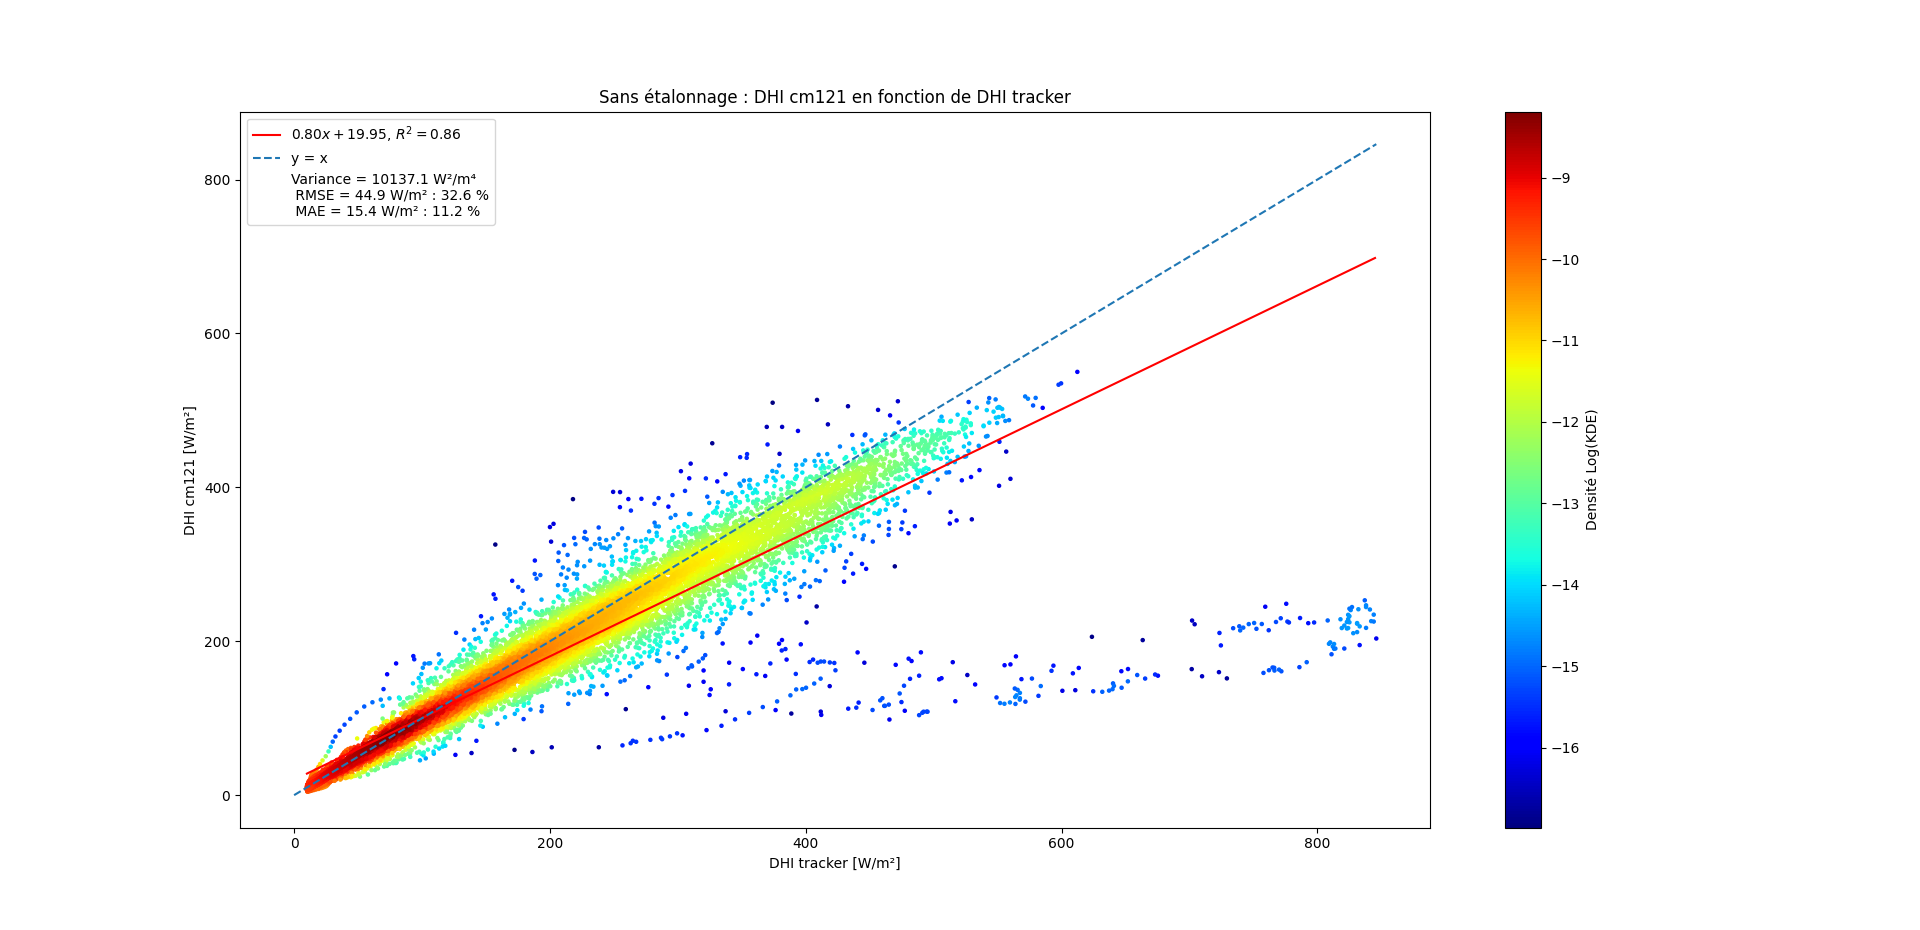 Sans étalonnage : DHI cm121 en fonction de DHI tracker
0.80x + 19.95, R² = 0.86
y = x
Variance = 10137.1 W²/m⁴
RMSE = 44.9 W/m² : 32.6 %
MAE = 15.4 W/m² : 11.2 %
DHI cm121 [W/m²]
800
600
400
200
0
0 200 400 600 800
DHI tracker [W/m²]
−9
−10
−11
−12
−13
−14
−15
−16
Densité Log(KDE)